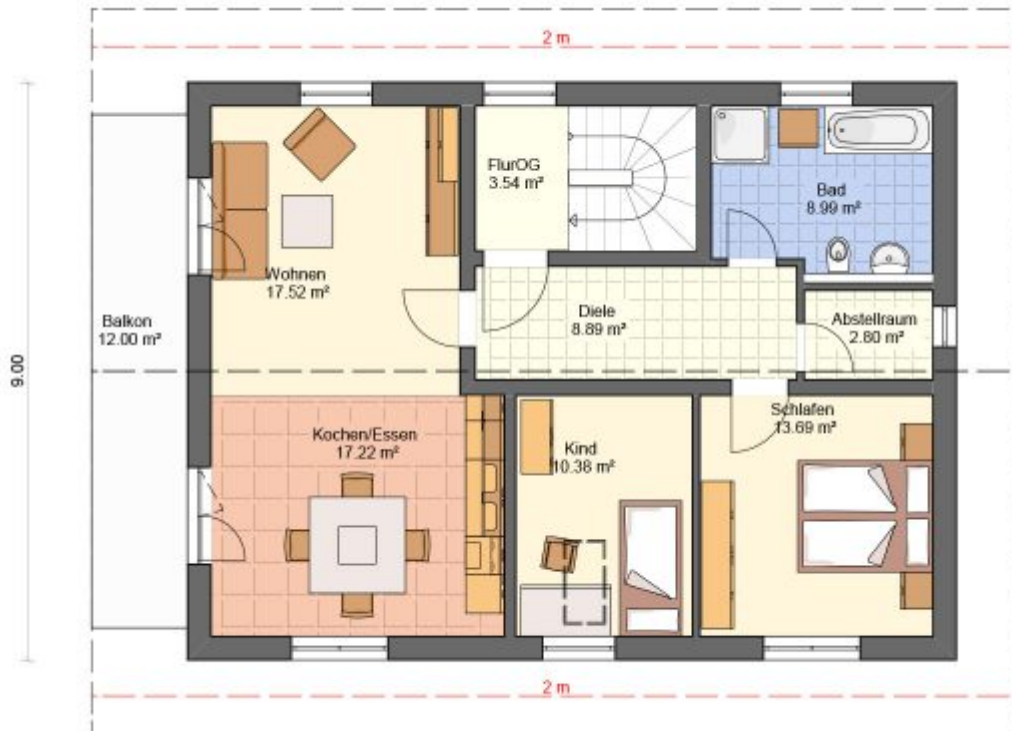 2 m
FlurOG
3.54 m²
Bad
8.99 m²
Wohnen
17.52 m²
Diele
8.89 m²
Balkon
12.00 m²
Abstellraum
2.80 m²
9.00
Kochen/Essen
17.22 m²
Kind
10.38 m²
Schlafen
13.69 m²
2 m